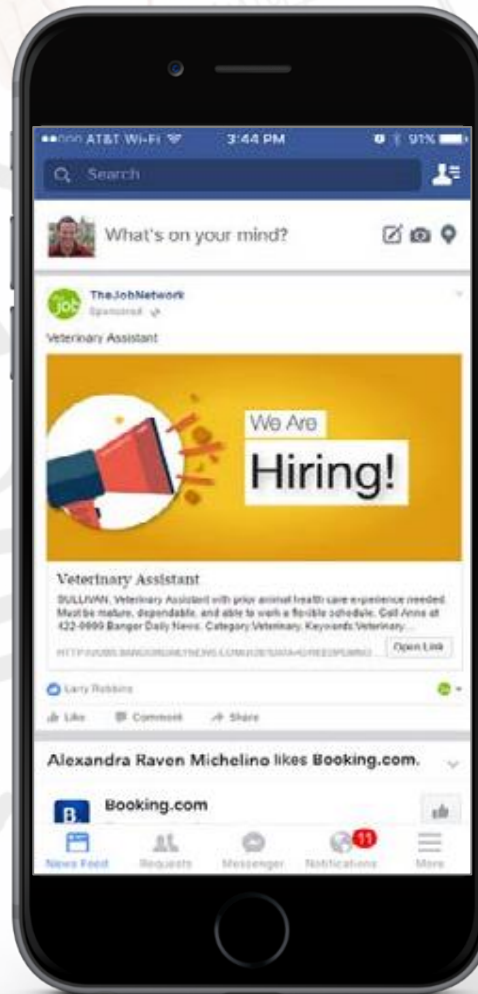 AT&T Wi-Fi 3:44 PM 91%
Search
What's on your mind?
job TheJobNetwork
Sponsored
Veterinary Assistant
We Are
Hiring!
Veterinary Assistant
SULLIVAN, Veterinary Assistant with prior animal health care experience needed.
Must be mature, dependable, and able to work a flexible schedule. Call Anna at
422-9999 Banger Daily News. Category Veterinary, Keywords Veterinary...
Open Link
Larry Robbins
Like Comment Share
Alexandra Raven Michelino likes Booking.com.
B. Booking.com
11
News Feed Requests Messenger Notifications More